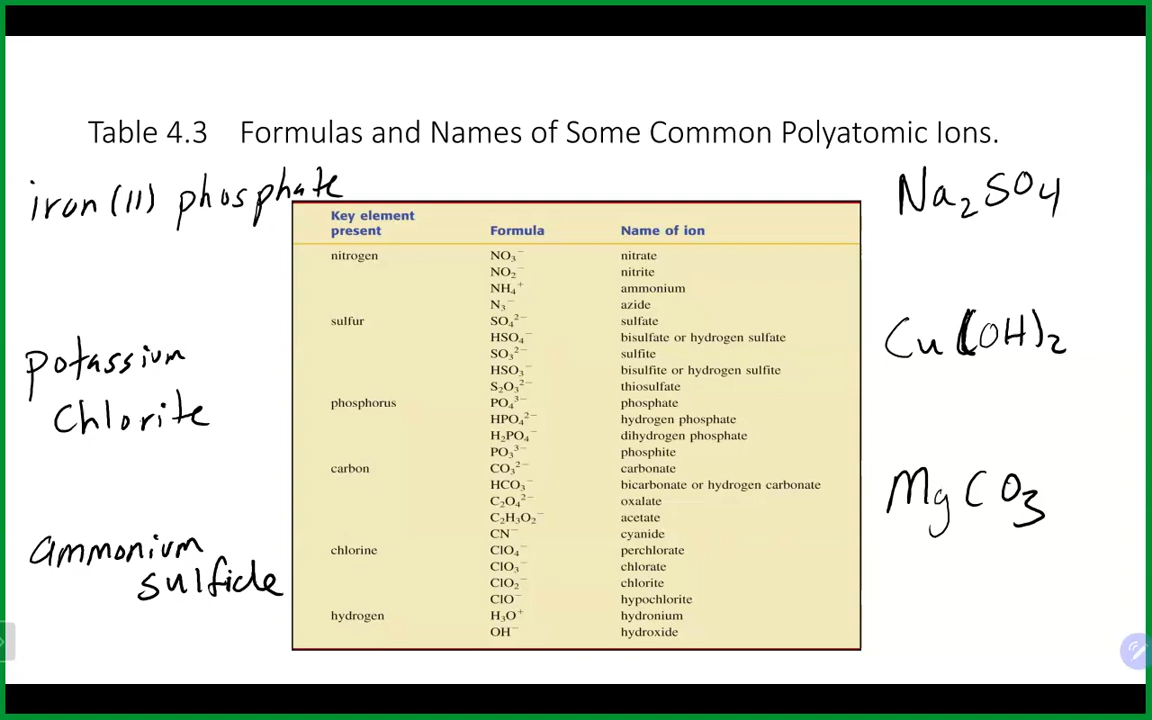 Table 4.3 Formulas and Names of Some Common Polyatomic Ions.
iron (II) phosphate
potassium
Chlorite
ammonium
sulfide
Key element
present Formula Name of ion
nitrogen NO₃⁻ nitrate
NO₂⁻ nitrite
NH₄⁺ ammonium
N₃⁻ azide
sulfur SO₄²⁻ sulfate
HSO₄⁻ bisulfate or hydrogen sulfate
SO₃²⁻ sulfite
HSO₃⁻ bisulfite or hydrogen sulfite
S₂O₃²⁻ thiosulfate
phosphorus PO₄³⁻ phosphate
HPO₄²⁻ hydrogen phosphate
H₂PO₄⁻ dihydrogen phosphate
PO₃³⁻ phosphite
carbon CO₃²⁻ carbonate
HCO₃⁻ bicarbonate or hydrogen carbonate
C₂O₄²⁻ oxalate
C₂H₃O₂⁻ acetate
CN⁻ cyanide
chlorine ClO₄⁻ perchlorate
ClO₃⁻ chlorate
ClO₂⁻ chlorite
ClO⁻ hypochlorite
hydrogen H₃O⁺ hydronium
OH⁻ hydroxide
Na₂SO₄
Cu(OH)₂
MgCO₃